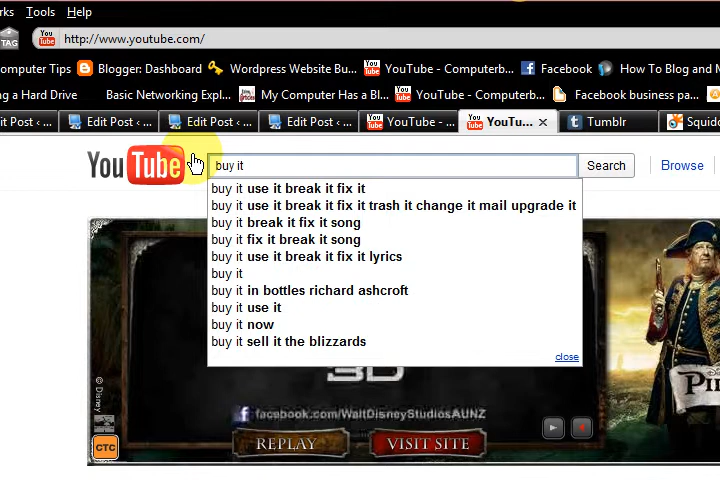 rks Tools Help
TAG You Tube http://www.youtube.com/
omputer Tips Blogger: Dashboard Wordpress Website Bu... YouTube - Computerb... Facebook How To Blog and M
ng a Hard Drive Basic Networking Expl... My Computer Has a Bl... YouTube - Computerb... Facebook business pa...
it Post ‹ ... Edit Post ‹ ... Edit Post ‹ ... Edit Post ‹ ... YouTube - ... YouTu... Tumblr Squido
YouTube buy it Search Browse
buy it use it break it fix it
buy it use it break it fix it trash it change it mail upgrade it
buy it break it fix it song
buy it fix it break it song
buy it use it break it fix it lyrics
buy it
buy it in bottles richard ashcroft
buy it use it
buy it now
buy it sell it the blizzards
close
3D
© Disney
facebook.com/WaltDisneyStudiosAUNZ
CTC REPLAY VISIT SITE